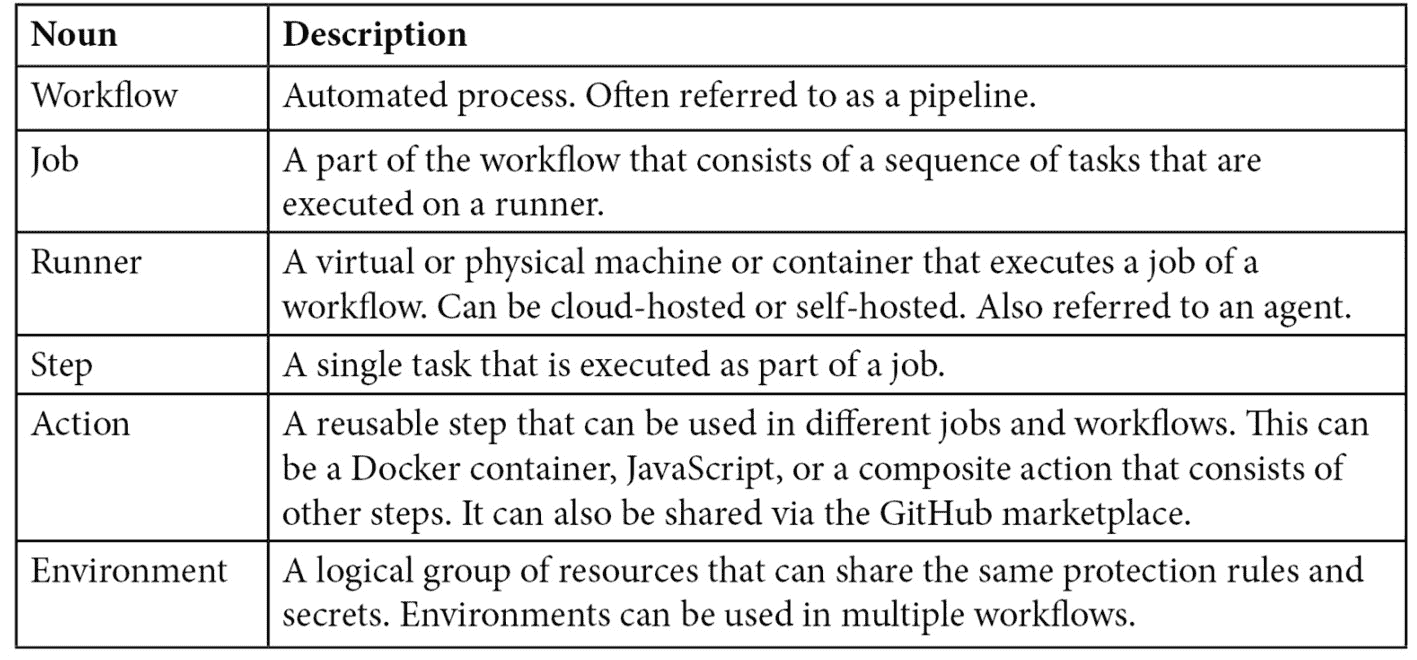 Noun Description
Workflow Automated process. Often referred to as a pipeline.
Job A part of the workflow that consists of a sequence of tasks that are
executed on a runner.
Runner A virtual or physical machine or container that executes a job of a
workflow. Can be cloud-hosted or self-hosted. Also referred to an agent.
Step A single task that is executed as part of a job.
Action A reusable step that can be used in different jobs and workflows. This can
be a Docker container, JavaScript, or a composite action that consists of
other steps. It can also be shared via the GitHub marketplace.
Environment A logical group of resources that can share the same protection rules and
secrets. Environments can be used in multiple workflows.